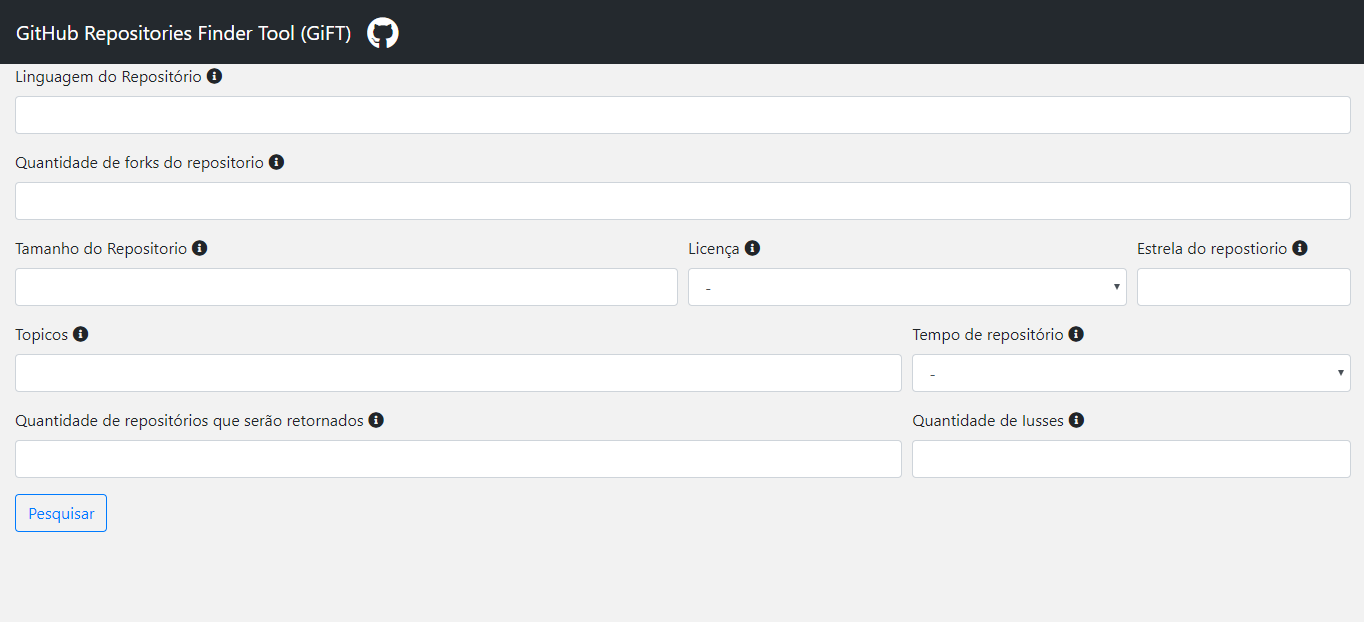 GitHub Repositories Finder Tool (GiFT)
Linguagem do Repositório
Quantidade de forks do repositorio
Tamanho do Repositorio Licença Estrela do repostiorio
- 
Topicos Tempo de repositório
-
Quantidade de repositórios que serão retornados Quantidade de Iusses
Pesquisar